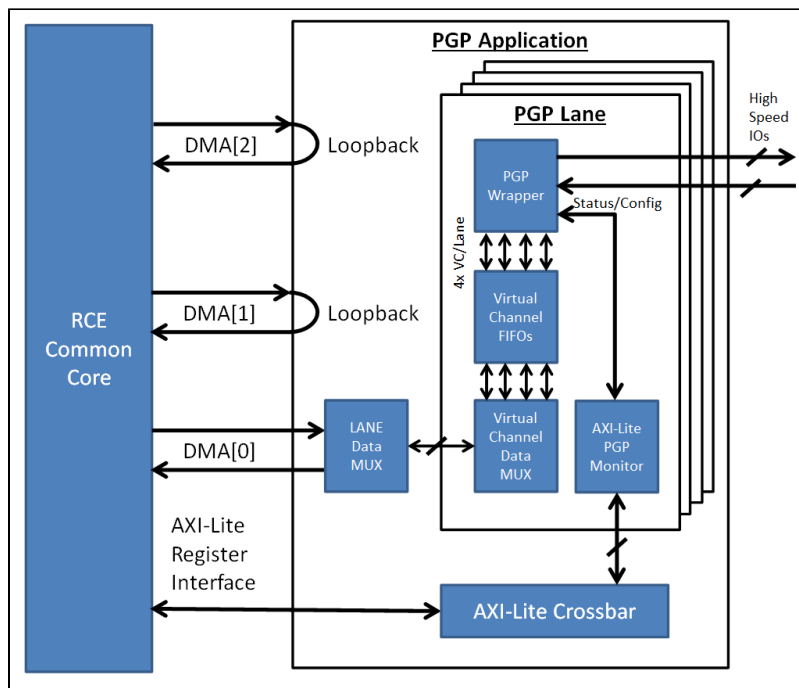 PGP Application
High
Speed
IOs
PGP Lane
DMA[2]
Loopback
PGP
Wrapper
Status/Config
4x VC/Lane
Virtual
Channel
FIFOs
DMA[1]
Loopback
RCE
Common
Core
LANE
Data
MUX
Virtual
Channel
Data
MUX
AXI-Lite
PGP
Monitor
DMA[0]
AXI-Lite
Register
Interface
AXI-Lite Crossbar